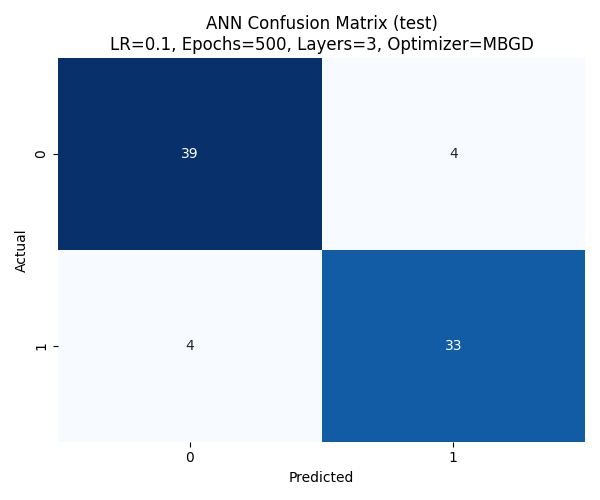 ANN Confusion Matrix (test)
LR=0.1, Epochs=500, Layers=3, Optimizer=MBGD
0
39
4
Actual
1
4
33
0
1
Predicted